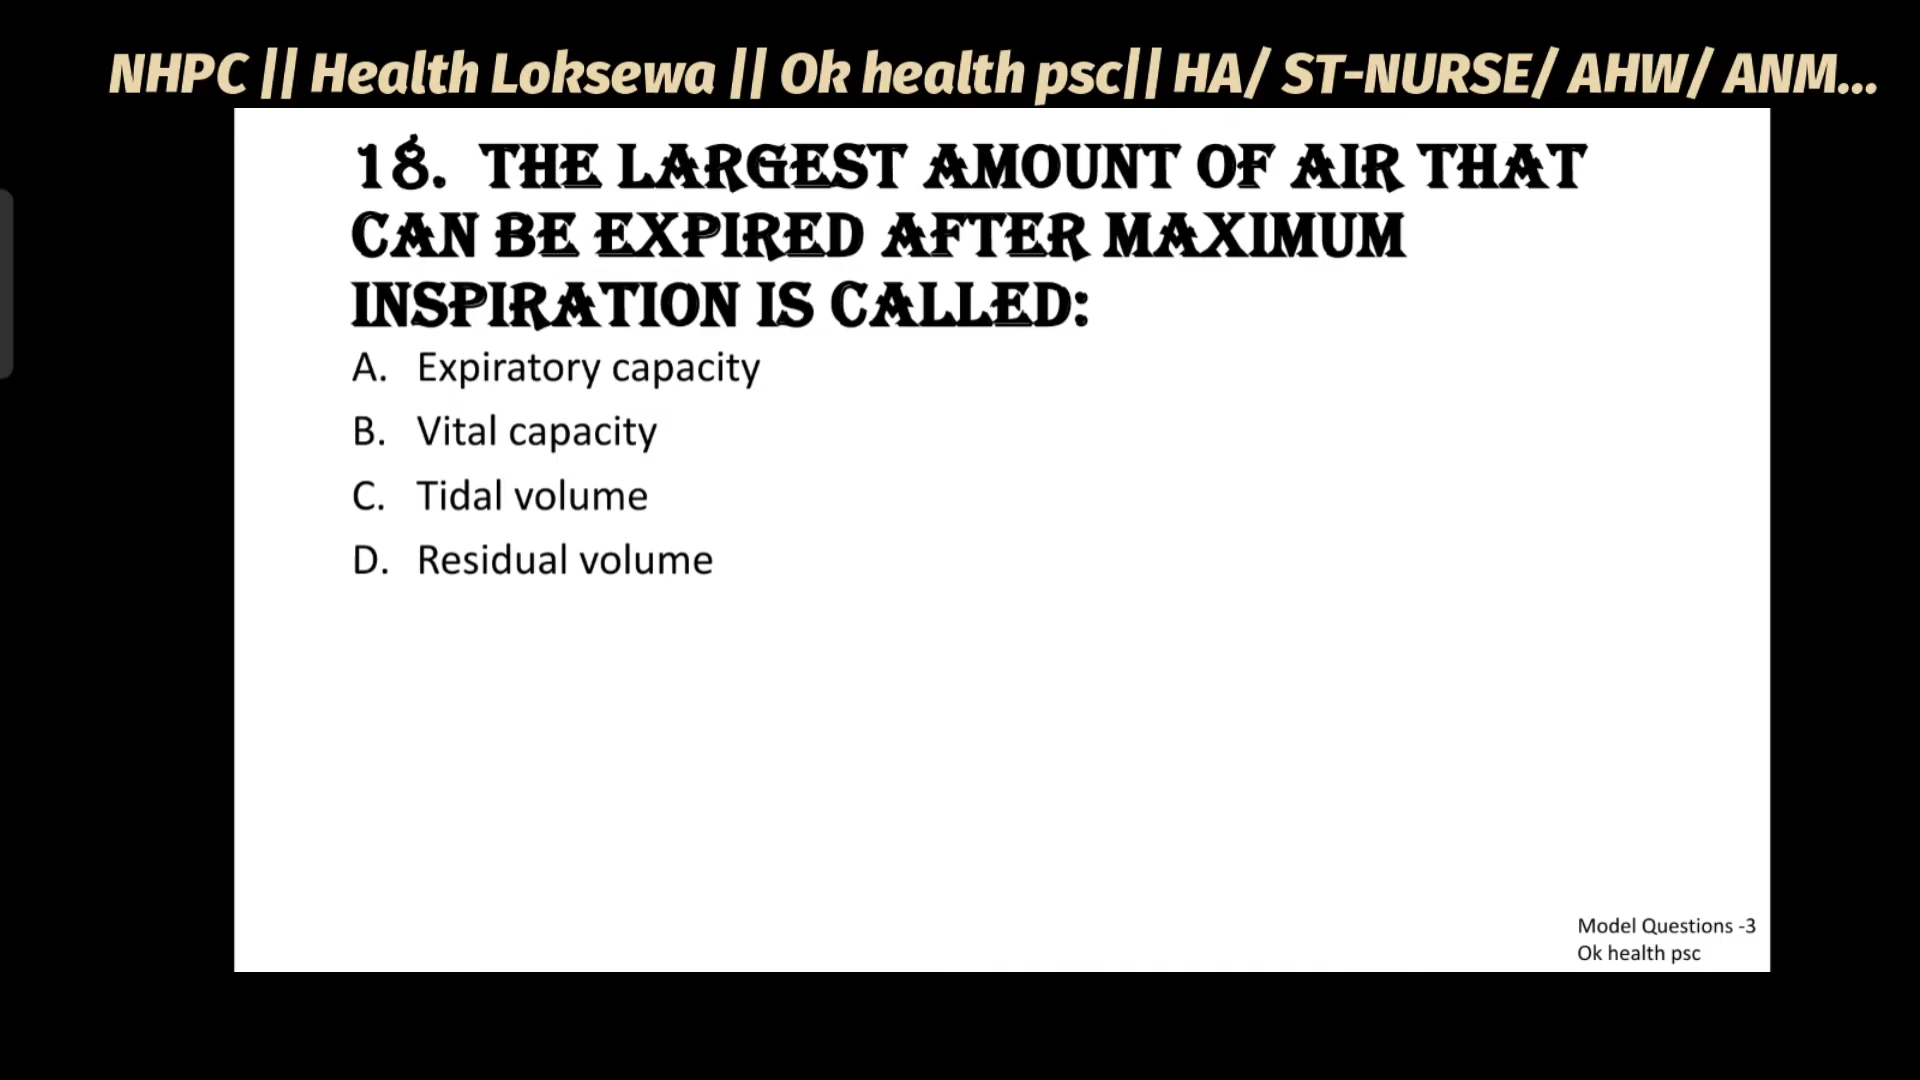 NHPC || Health Loksewa || Ok health psc|| HA/ ST-NURSE/ AHW/ ANM...
18. THE LARGEST AMOUNT OF AIR THAT
CAN BE EXPIRED AFTER MAXIMUM
INSPIRATION IS CALLED:
A. Expiratory capacity
B. Vital capacity
C. Tidal volume
D. Residual volume
Model Questions -3
Ok health psc